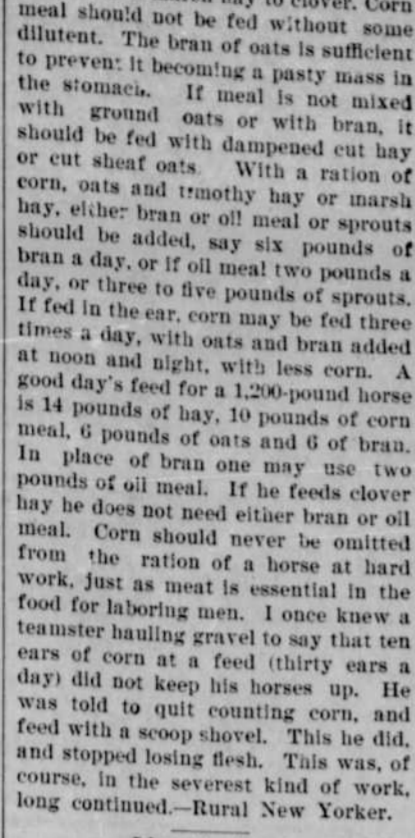 hay to clover. Corn
meal should not be fed without some
dilutent. The bran of oats is sufficient
to prevent it becoming a pasty mass in
the stomach. If meal is not mixed
with ground oats or with bran, it
should be fed with dampened cut hay
or cut sheaf oats. With a ration of
corn, oats and timothy hay or marsh
hay, either bran or oil meal or sprouts
should be added, say six pounds of
bran a day, or if oil meal two pounds a
day, or three to five pounds of sprouts.
If fed in the ear, corn may be fed three
times a day, with oats and bran added
at noon and night, with less corn. A
good day's feed for a 1,200-pound horse
is 14 pounds of hay, 10 pounds of corn
meal, 6 pounds of oats and 6 of bran.
In place of bran one may use two
pounds of oil meal. If he feeds clover
hay he does not need either bran or oil
meal. Corn should never be omitted
from the ration of a horse at hard
work, just as meat is essential in the
food for laboring men. I once knew a
teamster hauling gravel to say that ten
ears of corn at a feed (thirty ears a
day) did not keep his horses up. He
was told to quit counting corn, and
feed with a scoop shovel. This he did,
and stopped losing flesh. This was, of
course, in the severest kind of work,
long continued.—Rural New Yorker.